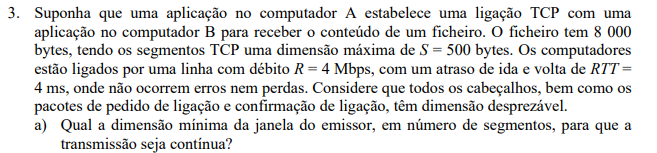 3. Suponha que uma aplicação no computador A estabelece uma ligação TCP com uma
aplicação no computador B para receber o conteúdo de um ficheiro. O ficheiro tem 8 000
bytes, tendo os segmentos TCP uma dimensão máxima de S = 500 bytes. Os computadores
estão ligados por uma linha com débito R = 4 Mbps, com um atraso de ida e volta de RTT =
4 ms, onde não ocorrem erros nem perdas. Considere que todos os cabeçalhos, bem como os
pacotes de pedido de ligação e confirmação de ligação, têm dimensão desprezável.
a) Qual a dimensão mínima da janela do emissor, em número de segmentos, para que a
transmissão seja contínua?